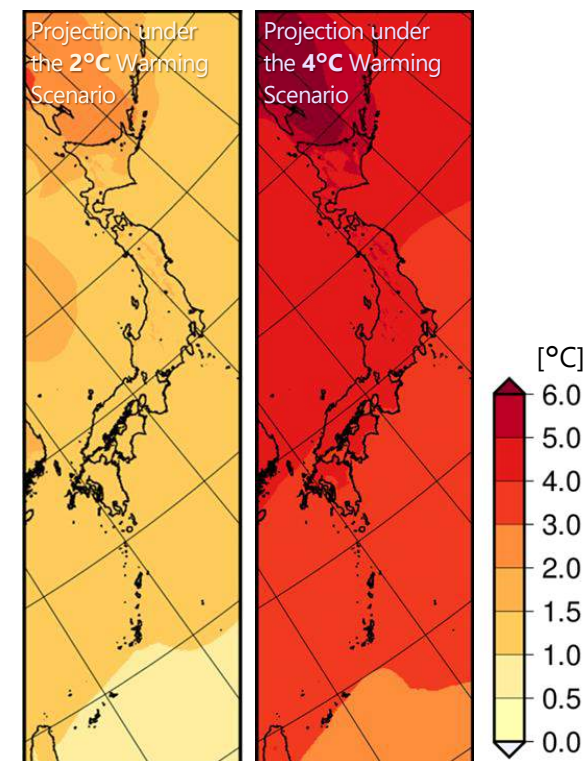 Projection under
the 2°C Warming
Scenario
Projection under
the 4°C Warming
Scenario
[°C]
6.0
5.0
4.0
3.0
2.0
1.5
1.0
0.5
0.0